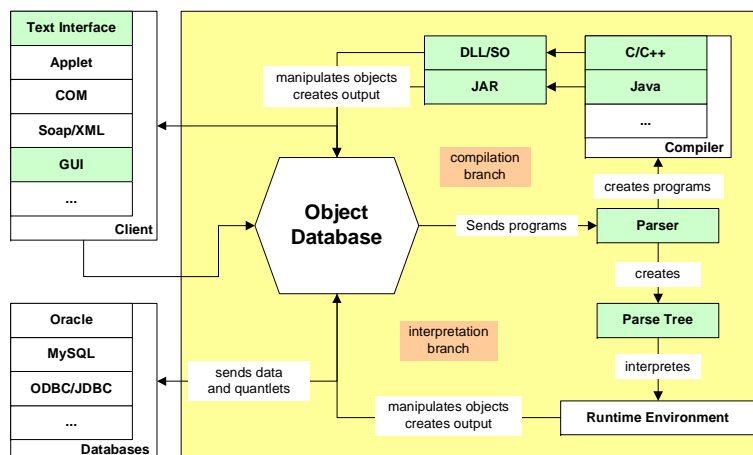 Text Interface
Applet
COM
Soap/XML
GUI
...
Client
DLL/SO
JAR
C/C++
Java
...
Compiler
manipulates objects
creates output
compilation
branch
creates programs
Object
Database
Sends programs
Parser
creates
Parse Tree
interpretes
Runtime Environment
interpretation
branch
manipulates objects
creates output
sends data
and quantlets
Oracle
MySQL
ODBC/JDBC
...
Databases